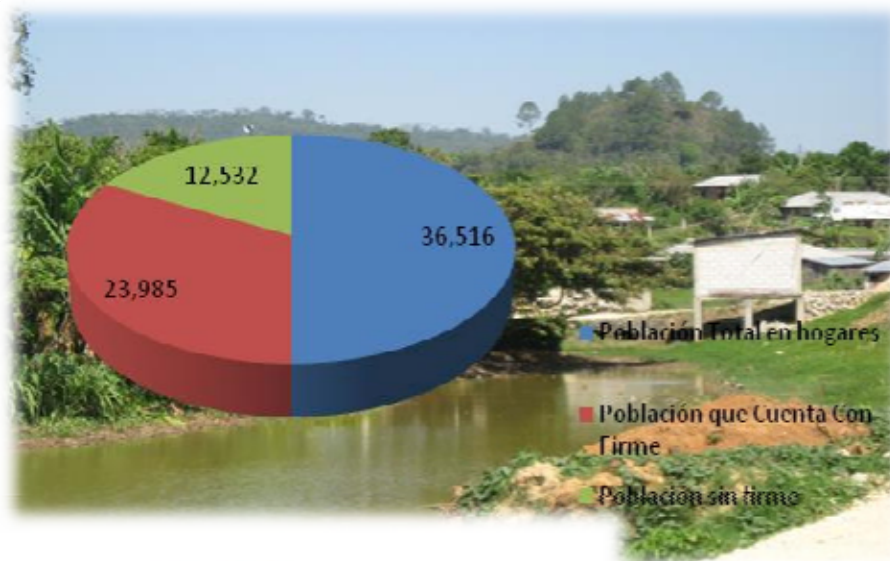 12,532
36,516
23,985
Población Total en hogares
Población que Cuenta Con
Firme
Población sin firme